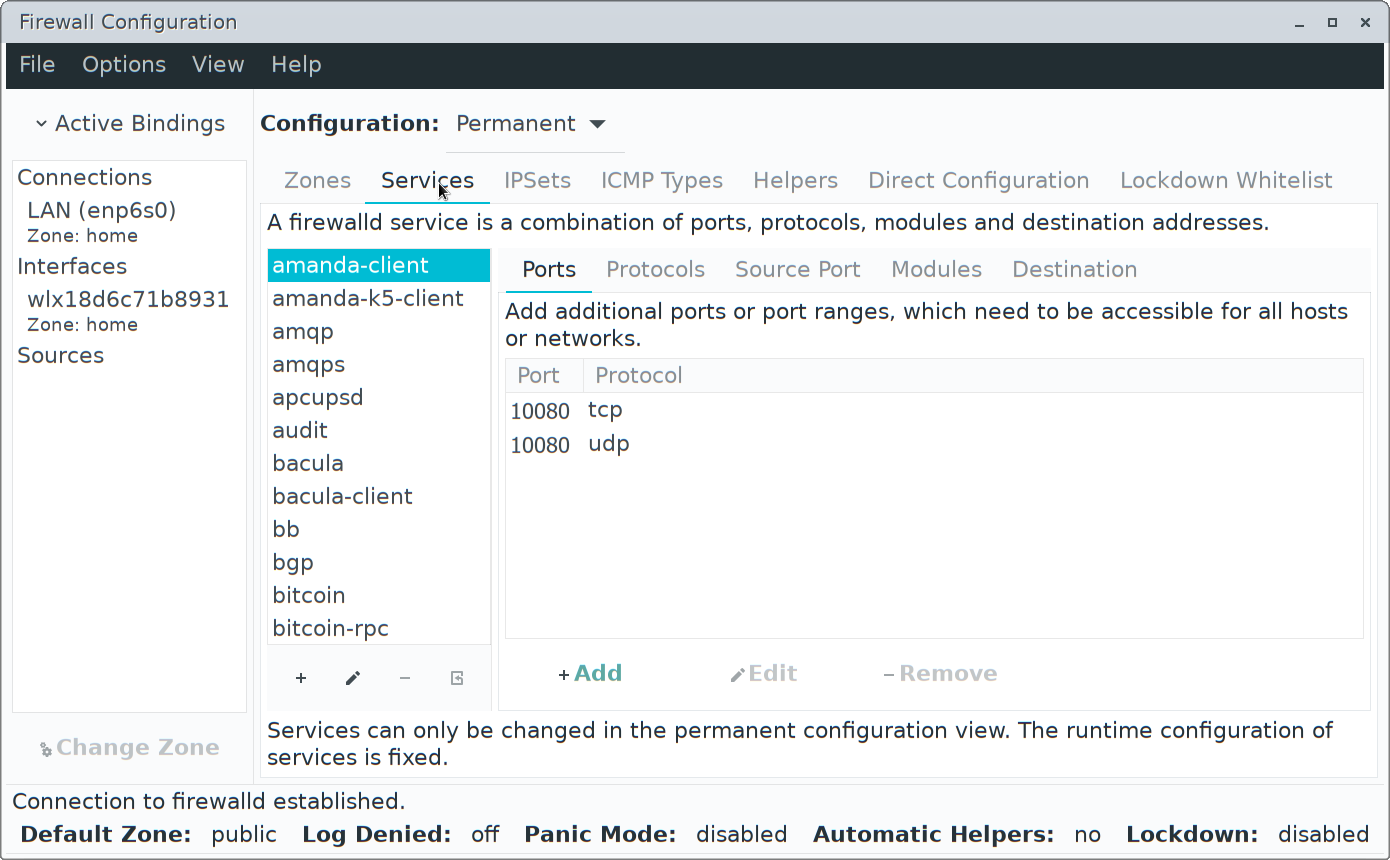 Firewall Configuration
File Options View Help
Active Bindings
Connections
LAN (enp6s0)
Zone: home
Interfaces
wlx18d6c71b8931
Zone: home
Sources
Change Zone
Configuration: Permanent
Zones Services IPSets ICMP Types Helpers Direct Configuration Lockdown Whitelist
A firewalld service is a combination of ports, protocols, modules and destination addresses.
amanda-client
amanda-k5-client
amqp
amqps
apcupsd
audit
bacula
bacula-client
bb
bgp
bitcoin
bitcoin-rpc
Ports Protocols Source Port Modules Destination
Add additional ports or port ranges, which need to be accessible for all hosts
or networks.
Port Protocol
10080 tcp
10080 udp
Add Edit Remove
Services can only be changed in the permanent configuration view. The runtime configuration of
services is fixed.
Connection to firewalld established.
Default Zone: public Log Denied: off Panic Mode: disabled Automatic Helpers: no Lockdown: disabled